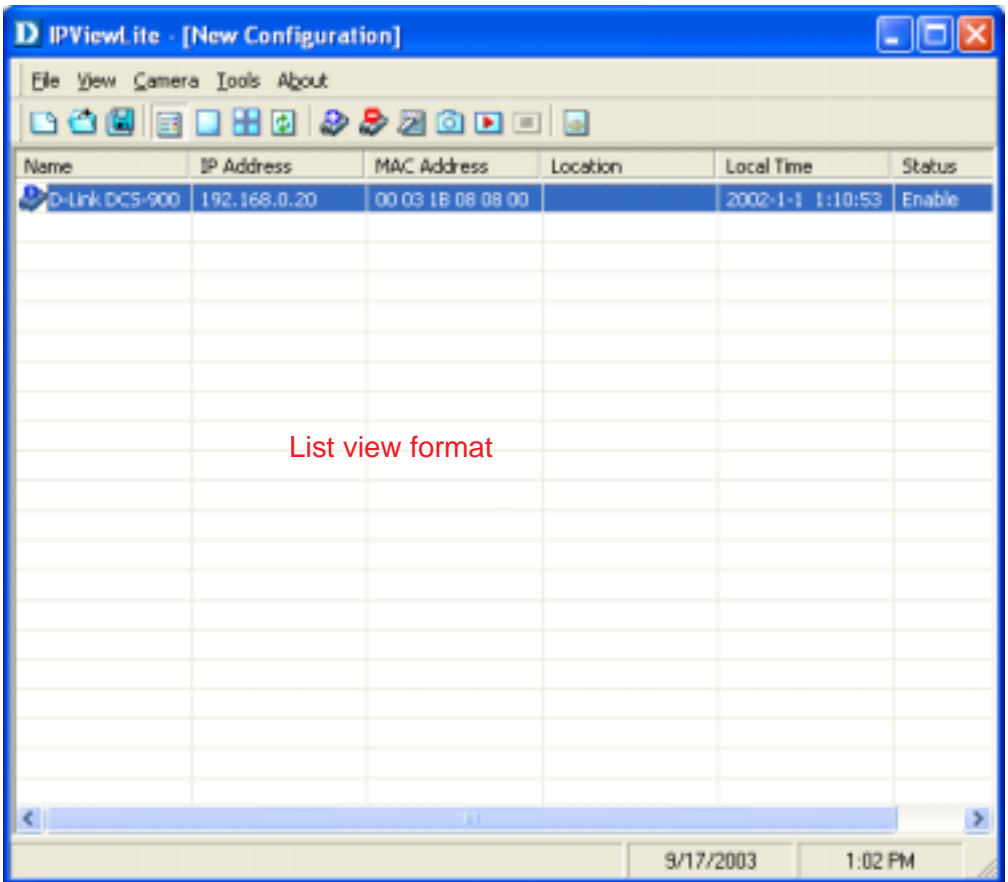 D IPViewLite - [New Configuration]
File View Camera Tools About
Name IP Address MAC Address Location Local Time Status
D-Link DCS-900 192.168.0.20 00 03 1B 08 08 00 2002-1-1 1:10:53 Enable
List view format
9/17/2003 1:02 PM